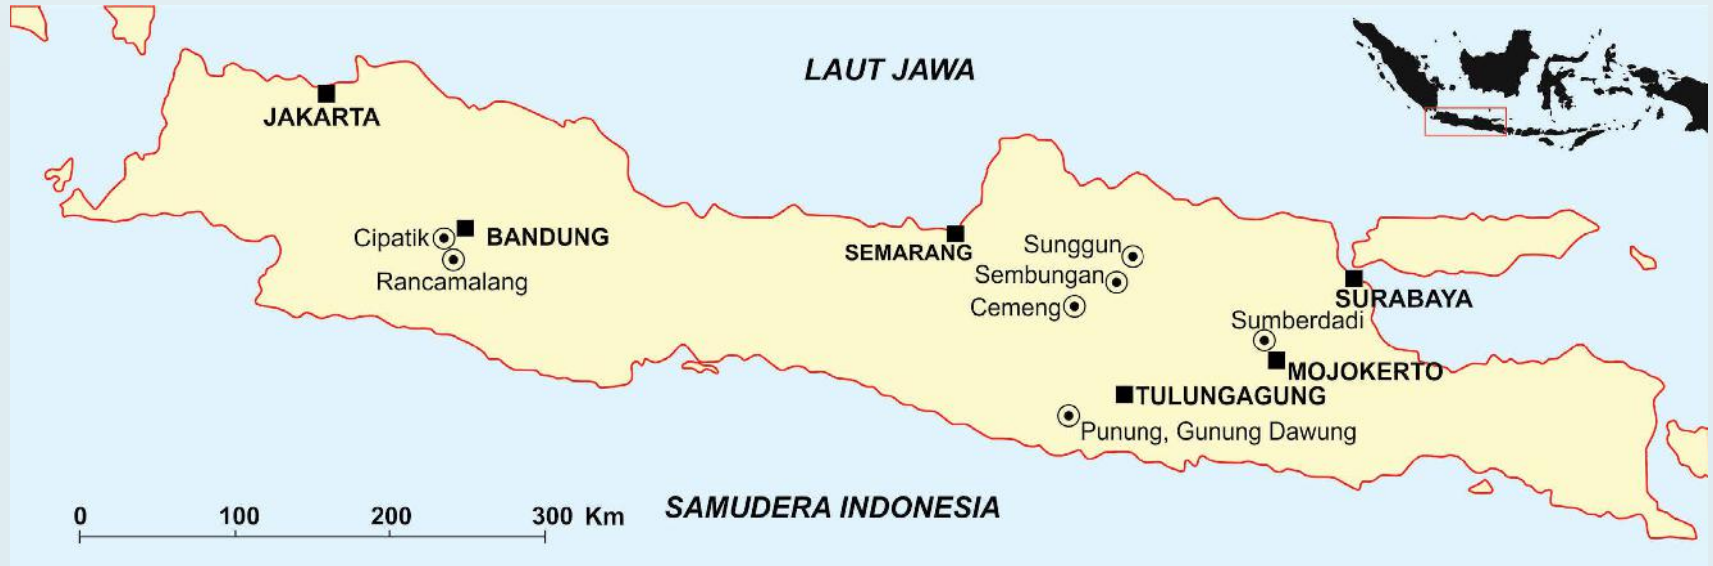 LAUT JAWA
JAKARTA
Cipatik
BANDUNG
Rancamalang
SEMARANG
Sunggun
Sembungan
Cemeng
SURABAYA
Sumberdadi
MOJOKERTO
TULUNGAGUNG
Punung, Gunung Dawung
SAMUDERA INDONESIA
0 100 200 300 Km